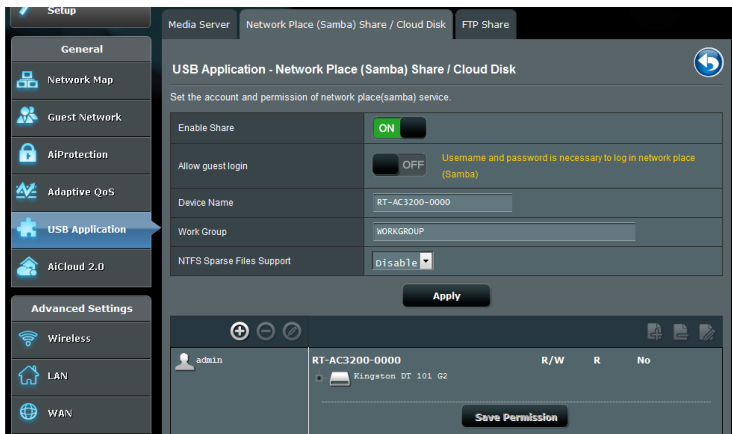 Setup
General
Network Map
Guest Network
AiProtection
Adaptive QoS
USB Application
AiCloud 2.0
Advanced Settings
Wireless
LAN
WAN
Media Server
Network Place (Samba) Share / Cloud Disk
FTP Share
USB Application - Network Place (Samba) Share / Cloud Disk
Set the account and permission of network place(samba) service.
Enable Share
ON
Allow guest login
OFF
Username and password is necessary to log in network place
(Samba)
Device Name
RT-AC3200-0000
Work Group
WORKGROUP
NTFS Sparse Files Support
Disable
Apply
admin
RT-AC3200-0000 R/W R No
Kingston DT 101 G2
Save Permission